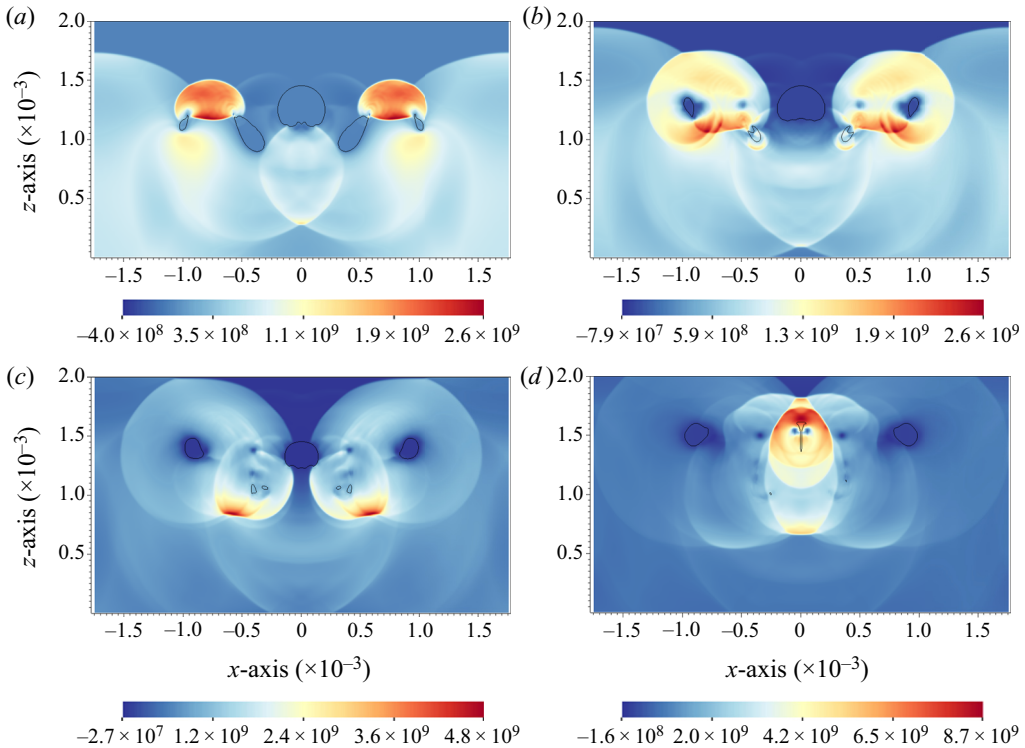 (a) (b)
2.0 2.0
1.5 1.5
1.0 1.0
0.5 0.5
z-axis (×10⁻³)
−1.5 −1.0 −0.5 0 0.5 1.0 1.5 −1.5 −1.0 −0.5 0 0.5 1.0 1.5
−4.0 × 10⁸ 3.5 × 10⁸ 1.1 × 10⁹ 1.9 × 10⁹ 2.6 × 10⁹ −7.9 × 10⁷ 5.9 × 10⁸ 1.3 × 10⁹ 1.9 × 10⁹ 2.6 × 10⁹
(c) (d)
2.0 2.0
1.5 1.5
1.0 1.0
0.5 0.5
z-axis (×10⁻³)
−1.5 −1.0 −0.5 0 0.5 1.0 1.5 −1.5 −1.0 −0.5 0 0.5 1.0 1.5
x-axis (×10⁻³) x-axis (×10⁻³)
−2.7 × 10⁷ 1.2 × 10⁹ 2.4 × 10⁹ 3.6 × 10⁹ 4.8 × 10⁹ −1.6 × 10⁸ 2.0 × 10⁹ 4.2 × 10⁹ 6.5 × 10⁹ 8.7 × 10⁹